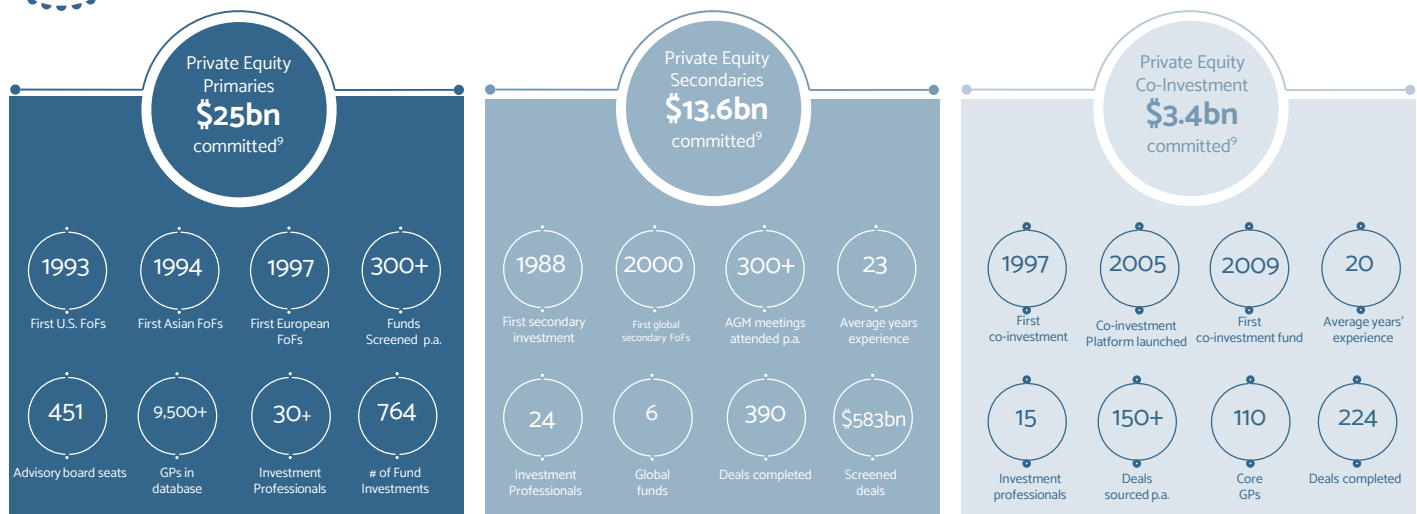 Private Equity
Primaries
$25bn
committed9
1993
First U.S. FoFs
1994
First Asian FoFs
1997
First European
FoFs
300+
Funds
Screened p.a.
451
Advisory board seats
9,500+
GPs in
database
30+
Investment
Professionals
764
# of Fund
Investments
Private Equity
Secondaries
$13.6bn
committed9
1988
First secondary
investment
2000
First global
secondary FoFs
300+
AGM meetings
attended p.a.
23
Average years
experience
24
Investment
Professionals
6
Global
funds
390
Deals completed
$583bn
Screened
deals
Private Equity
Co-Investment
$3.4bn
committed9
1997
First
co-investment
2005
Co-investment
Platform launched
2009
First
co-investment fund
20
Average years'
experience
15
Investment
professionals
150+
Deals
sourced p.a.
110
Core
GPs
224
Deals completed